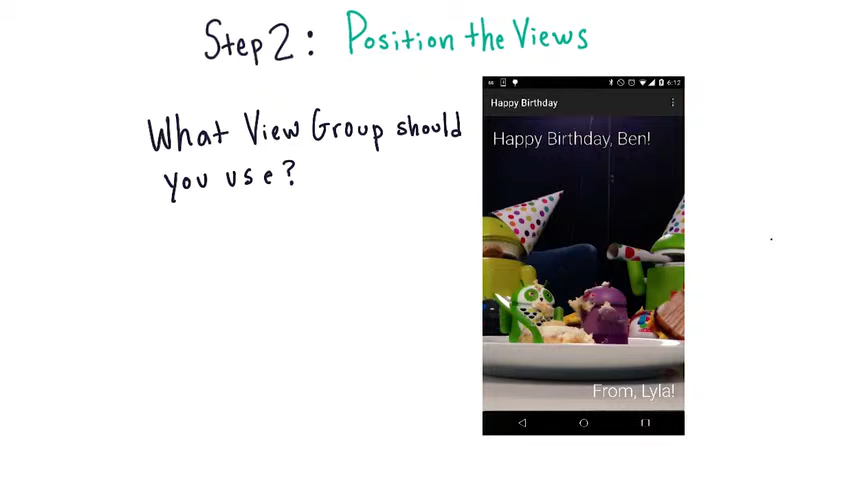 Step 2: Position the Views
What View Group should
you use?
6:12
Happy Birthday
Happy Birthday, Ben!
From, Lyla!